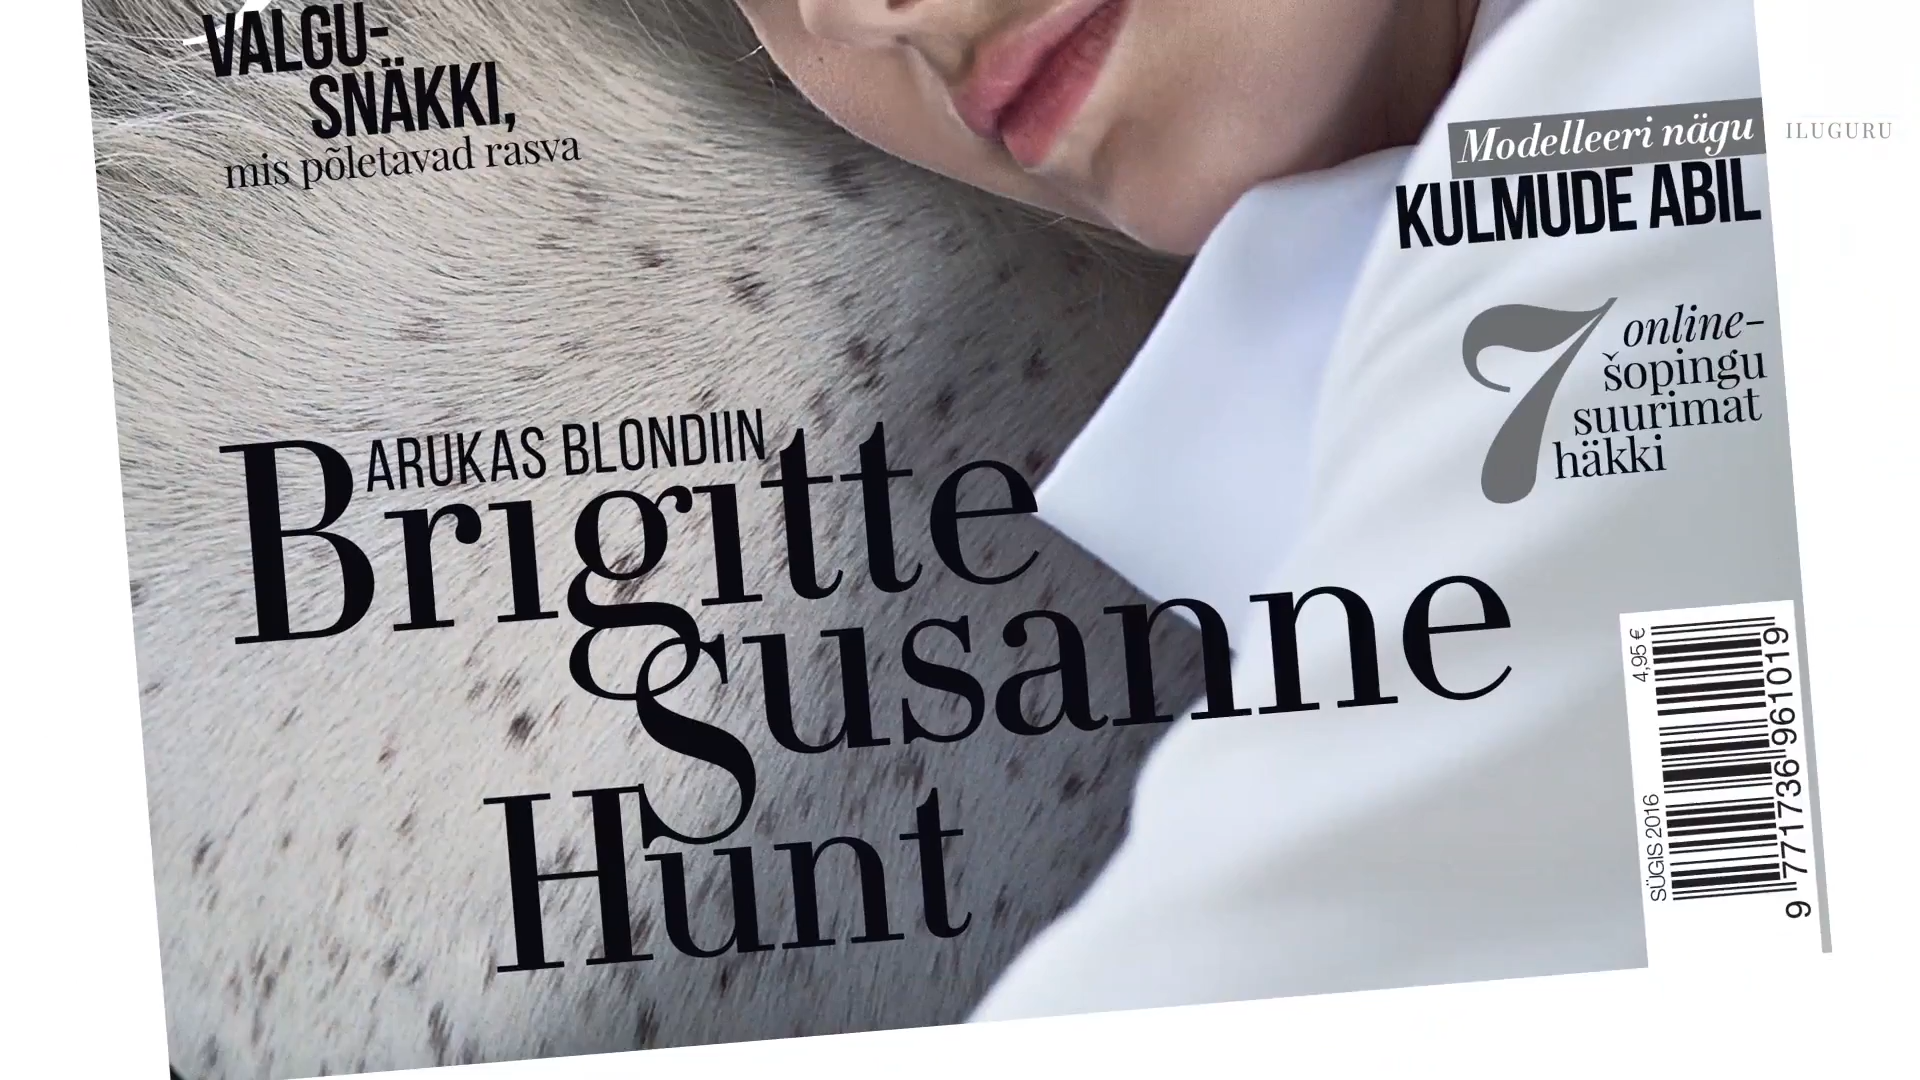 VALGU-
SNÄKKI,
mis põletavad rasva
Modelleeri nägu
KULMUDE ABIL
ILUGURU
7 online-
šopingu
suurimat
häkki
ARUKAS BLONDIIN
Brigitte
Susanne
Hunt
4,95 €
SÜGIS 2016
9 771736 961019